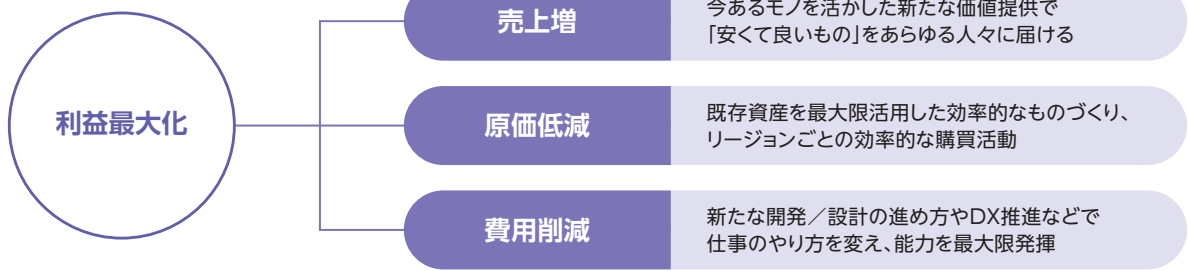 利益最大化
売上増
今あるモノを活かした新たな価値提供で
「安くて良いもの」をあらゆる人々に届ける
原価低減
既存資産を最大限活用した効率的なものづくり、
リージョンごとの効率的な購買活動
費用削減
新たな開発／設計の進め方やDX推進などで
仕事のやり方を変え、能力を最大限発揮